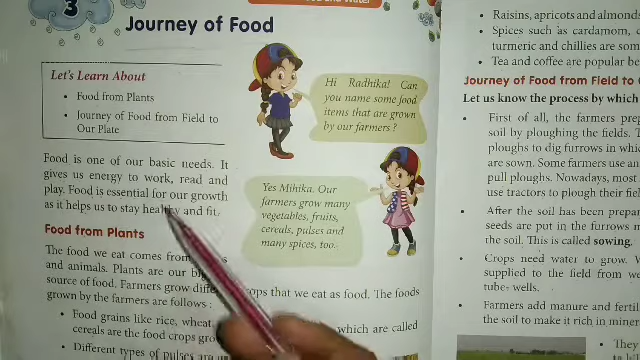 3
Journey of Food
Let's Learn About
• Food from Plants
• Journey of Food from Field to
Our Plate
Hi Radhika! Can
you name some food
items that are grown
by our farmers?
Food is one of our basic needs. It
gives us energy to work, read and
play. Food is essential for our growth
as it helps us to stay healthy and fit.
Yes Mihika. Our
farmers grow many
vegetables, fruits,
cereals, pulses and
many spices, too.
Food from Plants
The food we eat comes from
and animals. Plants are our
source of food. Farmers grow crops that we eat as food. The foods
grown by the farmers are as follows :
• Food grains like rice, wheat which are called
cereals are the food crops
• Different types of pulses are
• Raisins, apricots and almonds
• Spices such as cardamom,
turmeric and chillies are
• Tea and coffee are popular
Journey of Food from Field to
Let us know the process by which
• First of all, the farmers
soil by ploughing the fields.
ploughs to dig furrows in
are sown. Some farmers use
pull ploughs. Nowadays, most
use tractors to plough their
• After the soil has been
seeds are put in the furrows
the soil. This is called sowing.
• Crops need water to grow.
supplied to the field from
tube wells.
• Farmers add manure and
the soil to make it rich in
• They